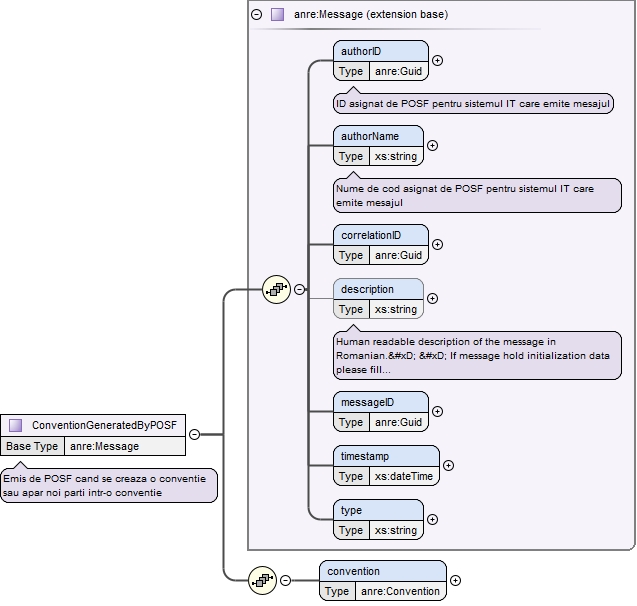 anre:Message (extension base)
authorID
Type anre:Guid
ID asignat de POSF pentru sistemul IT care emite mesajul
authorName
Type xs:string
Nume de cod asignat de POSF pentru sistemul IT care
emite mesajul
correlationID
Type anre:Guid
description
Type xs:string
Human readable description of the message in
Romanian.&#xD; &#xD; If message hold initialization data
please fill...
messageID
Type anre:Guid
timestamp
Type xs:dateTime
type
Type xs:string
ConventionGeneratedByPOSF
Base Type anre:Message
Emis de POSF cand se creaza o conventie
sau apar noi parti intr-o conventie
convention
Type anre:Convention